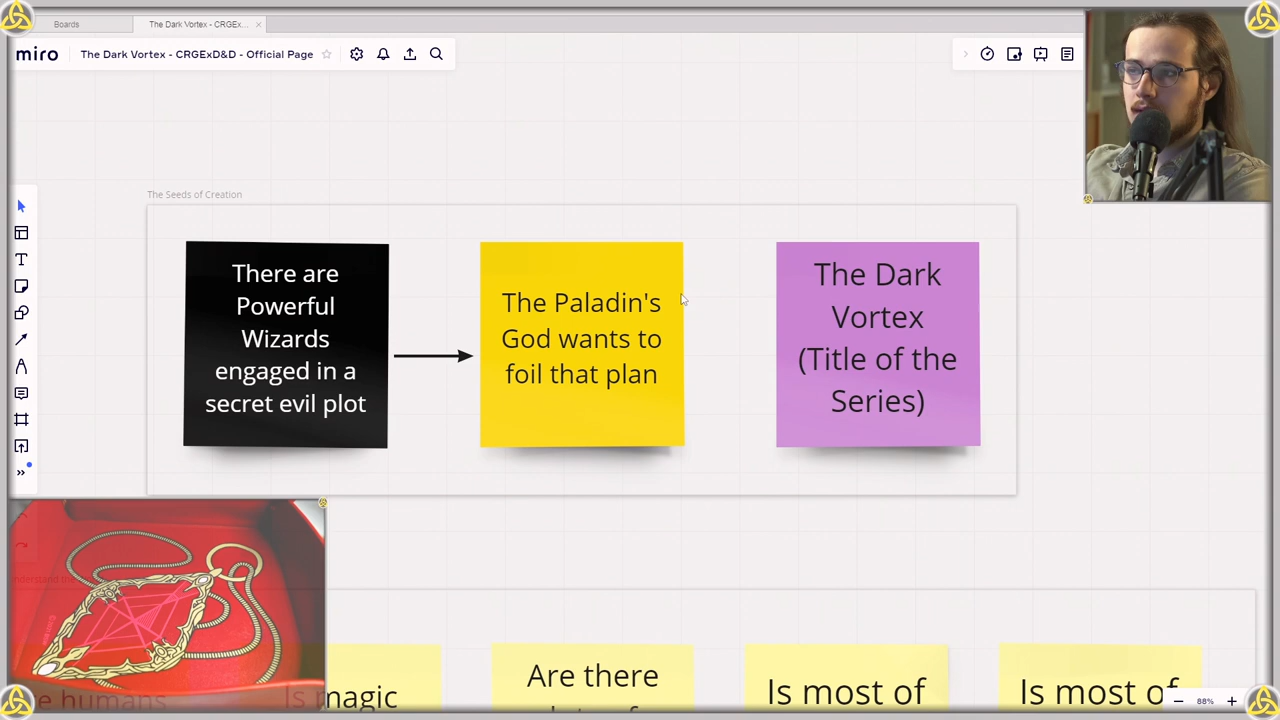 Boards
The Dark Vortex - CRGEx...
miro
The Dark Vortex - CRGExD&D - Official Page
The Seeds of Creation
There are
Powerful
Wizards
engaged in a
secret evil plot
The Paladin's
God wants to
foil that plan
The Dark
Vortex
(Title of the
Series)
e humans
Is magic
Are there
Is most of
Is most of
88%